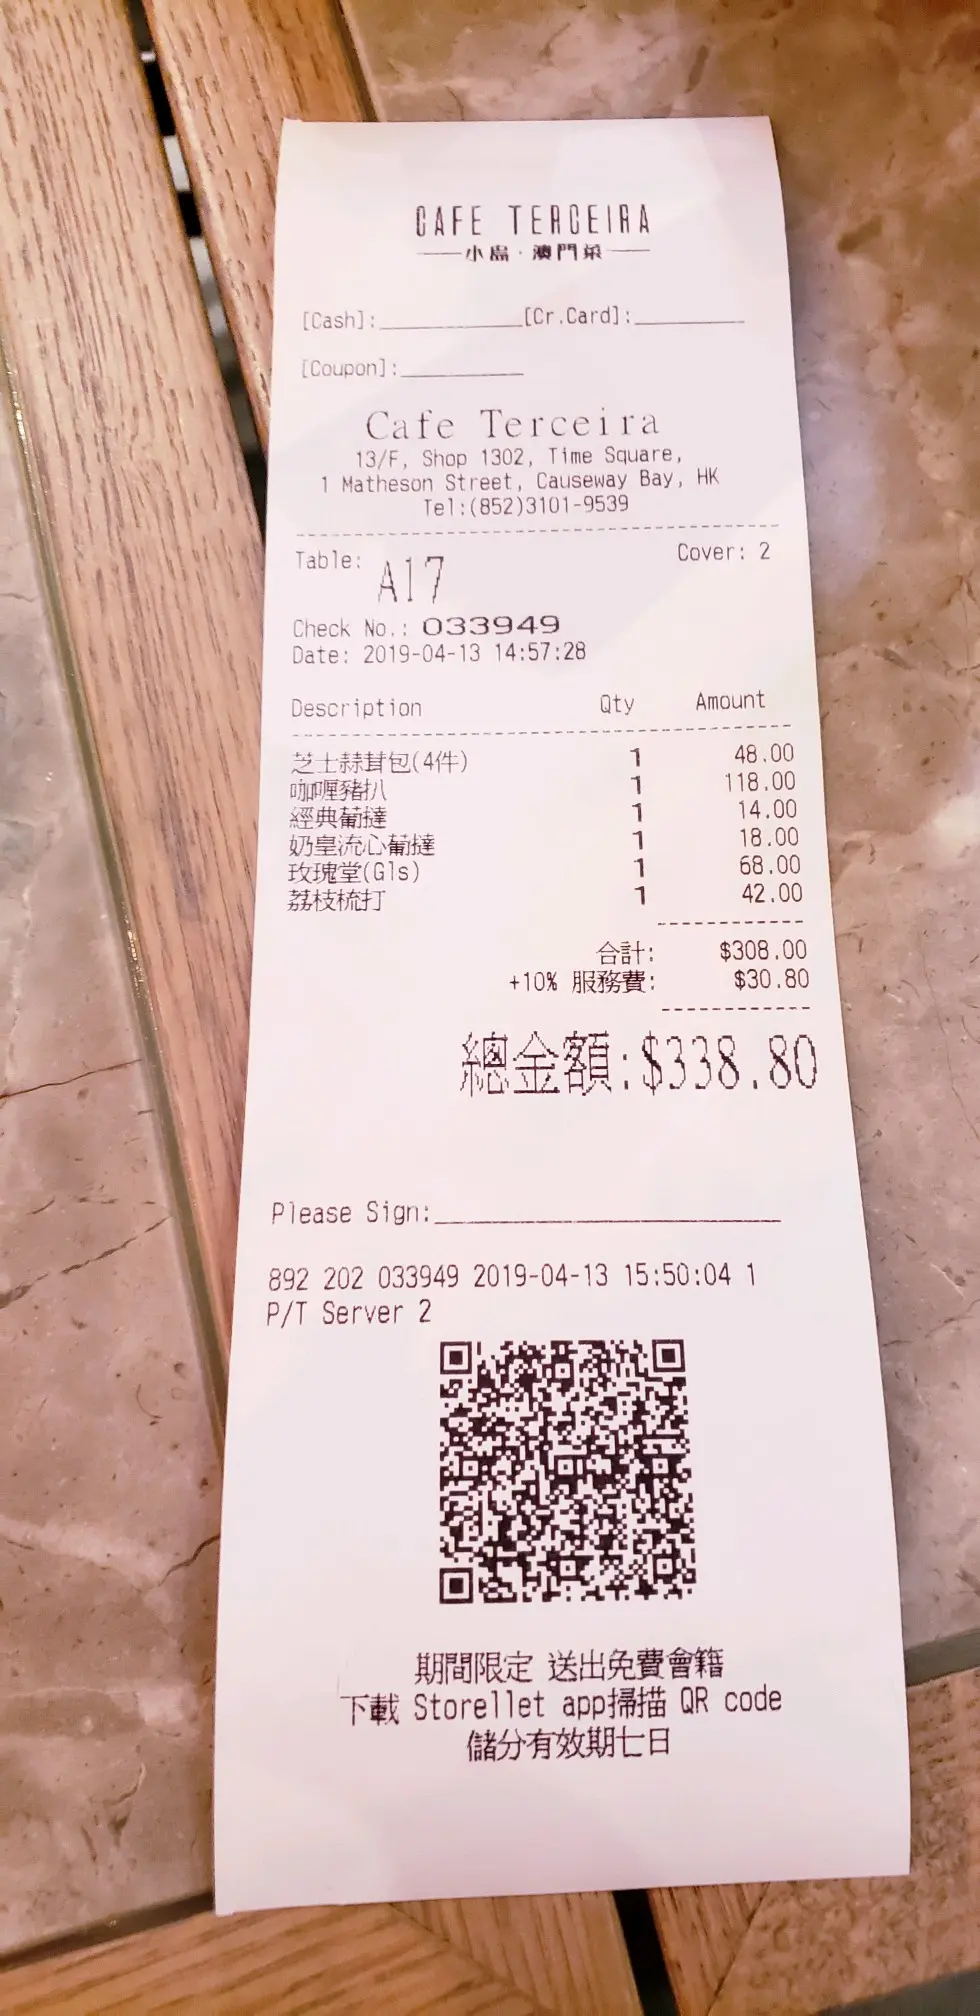 CAFE TERCEIRA
小島·澳門菜
[Cash]:__________[Cr.Card]:________
[Coupon]:_________
Cafe Terceira
13/F, Shop 1302, Time Square,
1 Matheson Street, Causeway Bay, HK
Tel:(852)3101-9539
Table: A17 Cover: 2
Check No.: 033949
Date: 2019-04-13 14:57:28
Description Qty Amount
芝士蒜茸包(4件) 1 48.00
咖喱豬扒 1 118.00
經典葡撻 1 14.00
奶皇流心葡撻 1 18.00
玫瑰堂(Gls) 1 68.00
荔枝梳打 1 42.00
合計: $308.00
+10% 服務費: $30.80
總金額:$338.80
Please Sign:______________________
892 202 033949 2019-04-13 15:50:04 1
P/T Server 2
期間限定 送出免費會籍
下載 Storellet app掃描 QR code
儲分有效期七日